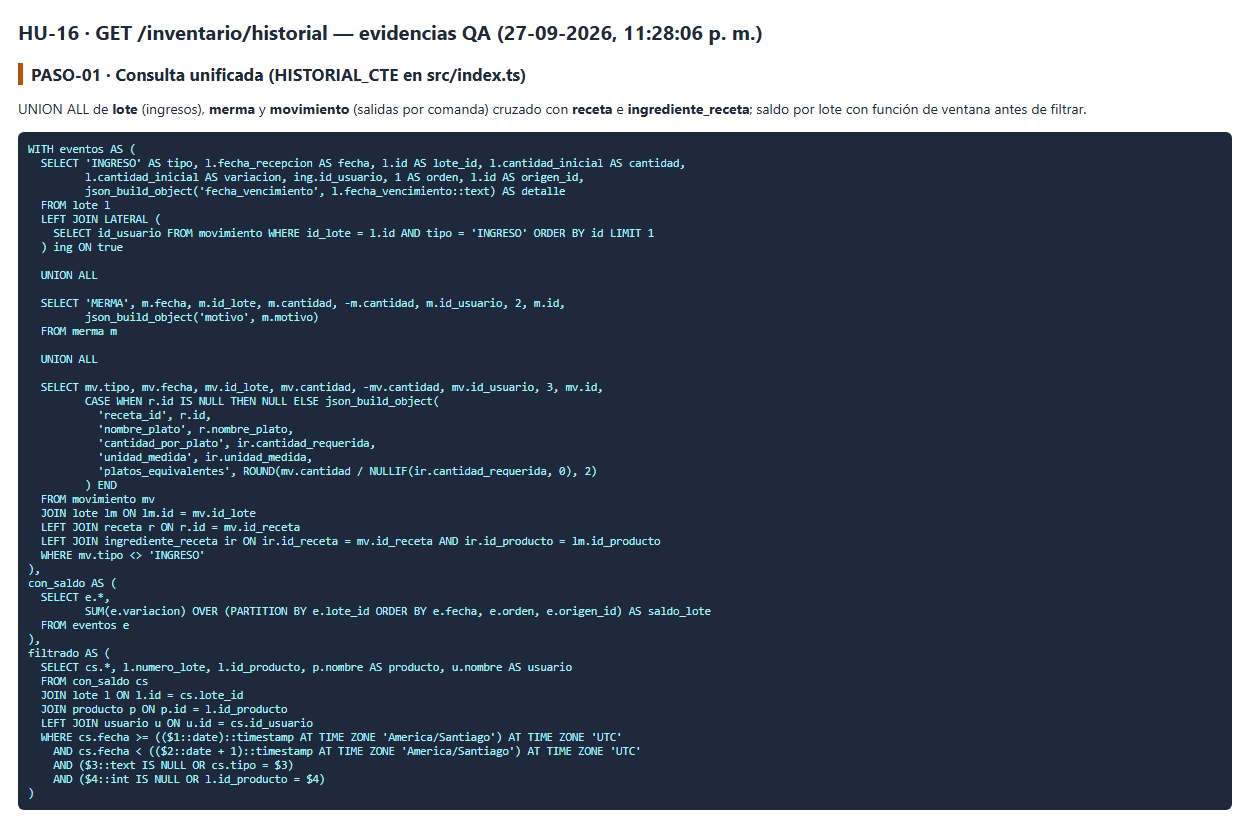 HU-16 · GET /inventario/historial — evidencias QA (27-09-2026, 11:28:06 p. m.)
PASO-01 · Consulta unificada (HISTORIAL_CTE en src/index.ts)
UNION ALL de lote (ingresos), merma y movimiento (salidas por comanda) cruzado con receta e ingrediente_receta; saldo por lote con función de ventana antes de filtrar.
WITH eventos AS (
  SELECT 'INGRESO' AS tipo, l.fecha_recepcion AS fecha, l.id AS lote_id, l.cantidad_inicial AS cantidad,
         l.cantidad_inicial AS variacion, ing.id_usuario, 1 AS orden, l.id AS origen_id,
         json_build_object('fecha_vencimiento', l.fecha_vencimiento::text) AS detalle
  FROM lote l
  LEFT JOIN LATERAL (
    SELECT id_usuario FROM movimiento WHERE id_lote = l.id AND tipo = 'INGRESO' ORDER BY id LIMIT 1
  ) ing ON true
  UNION ALL
  SELECT 'MERMA', m.fecha, m.id_lote, m.cantidad, -m.cantidad, m.id_usuario, 2, m.id,
         json_build_object('motivo', m.motivo)
  FROM merma m
  UNION ALL
  SELECT mv.tipo, mv.fecha, mv.id_lote, mv.cantidad, -mv.cantidad, mv.id_usuario, 3, mv.id,
         CASE WHEN r.id IS NULL THEN NULL ELSE json_build_object(
           'receta_id', r.id,
           'nombre_plato', r.nombre_plato,
           'cantidad_por_plato', ir.cantidad_requerida,
           'unidad_medida', ir.unidad_medida,
           'platos_equivalentes', ROUND(mv.cantidad / NULLIF(ir.cantidad_requerida, 0), 2)
         ) END
  FROM movimiento mv
  JOIN lote lm ON lm.id = mv.id_lote
  LEFT JOIN receta r ON r.id = mv.id_receta
  LEFT JOIN ingrediente_receta ir ON ir.id_receta = mv.id_receta AND ir.id_producto = lm.id_producto
  WHERE mv.tipo <> 'INGRESO'
),
con_saldo AS (
  SELECT e.*,
         SUM(e.variacion) OVER (PARTITION BY e.lote_id ORDER BY e.fecha, e.orden, e.origen_id) AS saldo_lote
  FROM eventos e
),
filtrado AS (
  SELECT cs.*, l.numero_lote, l.id_producto, p.nombre AS producto, u.nombre AS usuario
  FROM con_saldo cs
  JOIN lote l ON l.id = cs.lote_id
  JOIN producto p ON p.id = l.id_producto
  LEFT JOIN usuario u ON u.id = cs.id_usuario
  WHERE cs.fecha >= (($1::date)::timestamp AT TIME ZONE 'America/Santiago') AT TIME ZONE 'UTC'
    AND cs.fecha < (($2::date + 1)::timestamp AT TIME ZONE 'America/Santiago') AT TIME ZONE 'UTC'
    AND ($3::text IS NULL OR cs.tipo = $3)
    AND ($4::int IS NULL OR l.id_producto = $4)
)